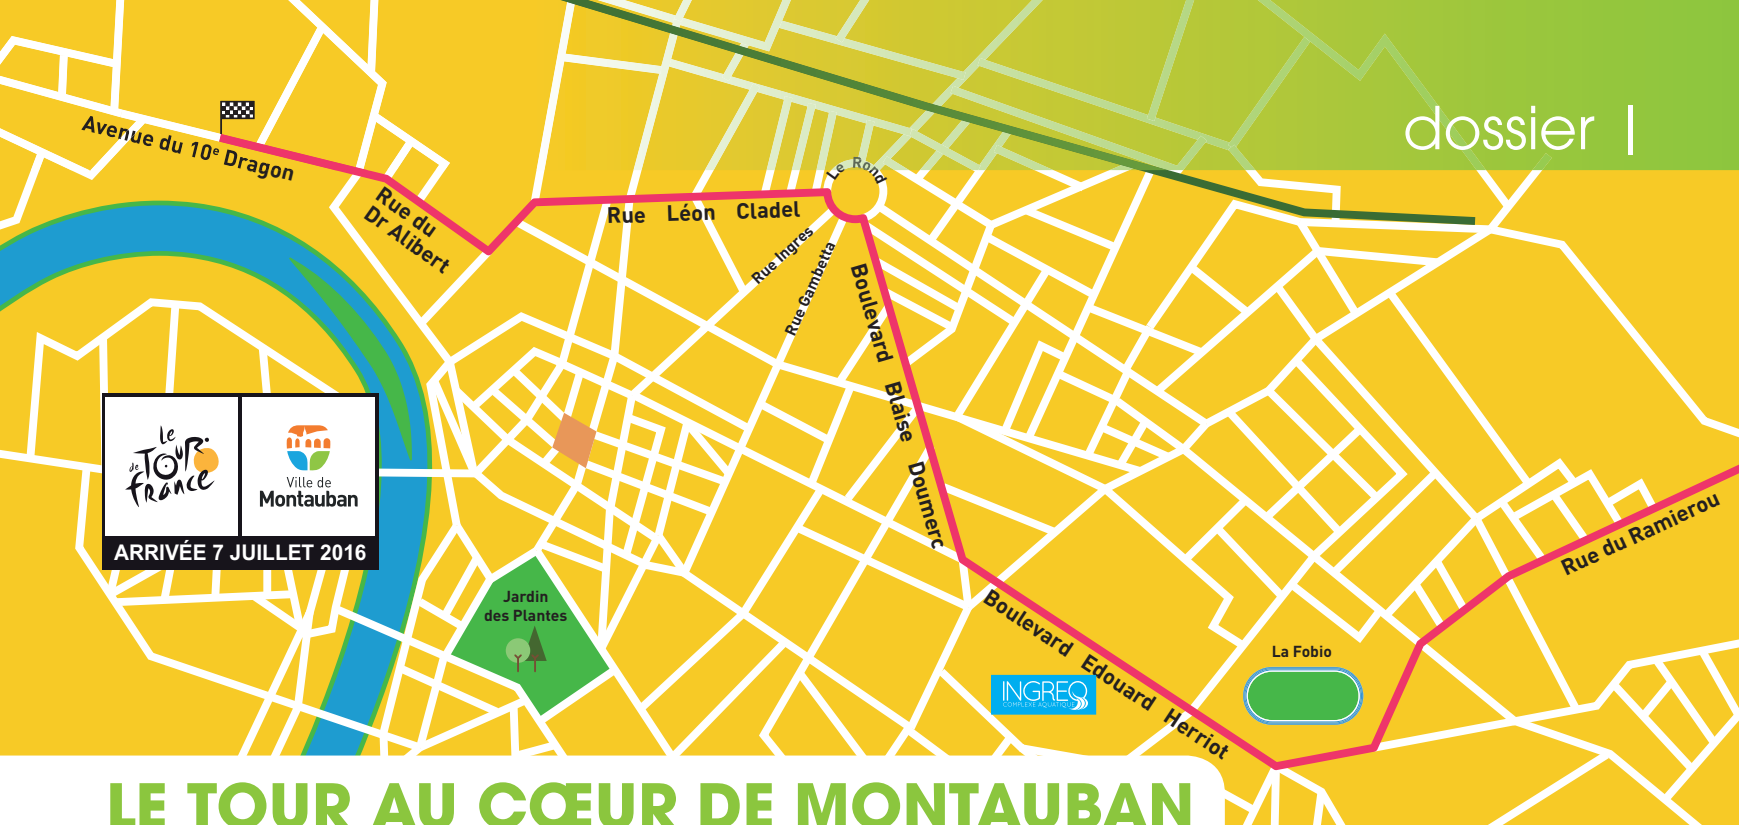 dossier
Avenue du 10e Dragon
Rue du
Dr Alibert
Rue Léon Cladel
Le Rond
Rue Ingres
Rue Gambetta
Boulevard Blaise Doumerc
Boulevard Edouard Herriot
Rue du Ramierou
La Fobio
INGREO
COMPLEXE AQUATIQUE
Jardin
des Plantes
Le
TOUR
de
france
Ville de
Montauban
ARRIVÉE 7 JUILLET 2016
LE TOUR AU CŒUR DE MONTAUBAN